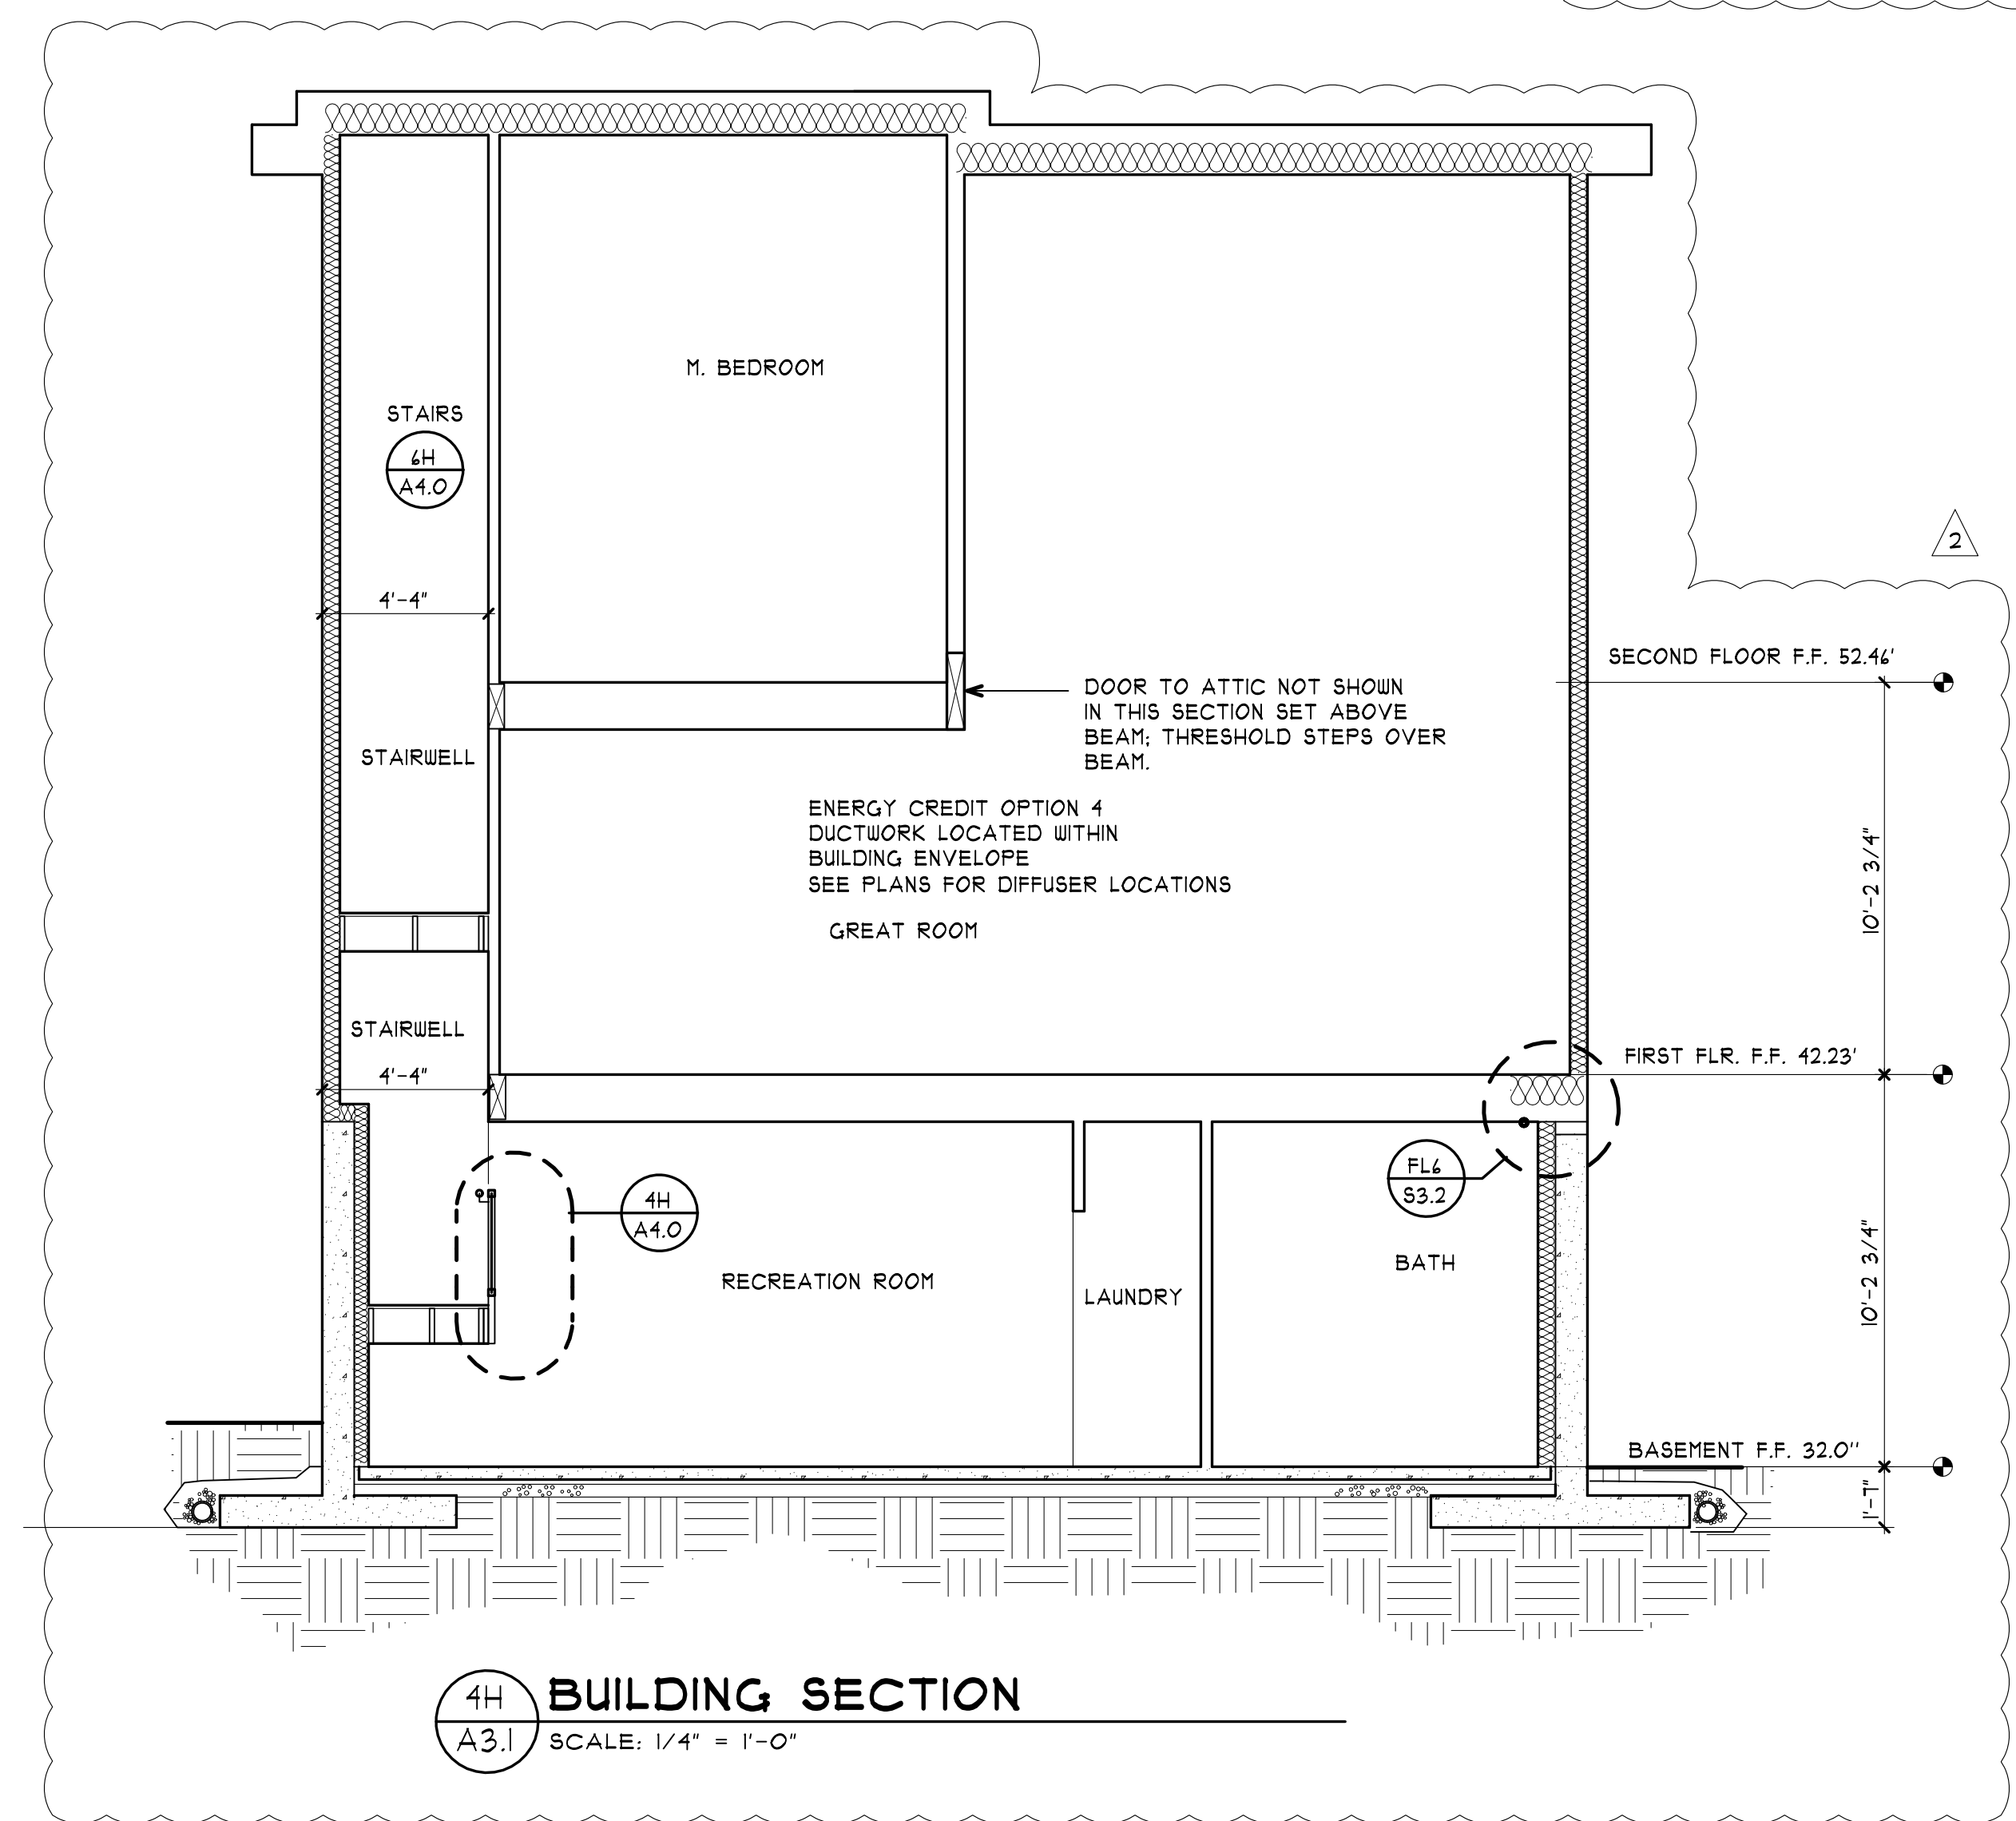 M. BEDROOM
STAIRS
6H
A4.0
2
4'-4"
SECOND FLOOR F.F. 52.46'
DOOR TO ATTIC NOT SHOWN
IN THIS SECTION SET ABOVE
BEAM; THRESHOLD STEPS OVER
BEAM.
STAIRWELL
ENERGY CREDIT OPTION 4
DUCTWORK LOCATED WITHIN
BUILDING ENVELOPE
SEE PLANS FOR DIFFUSER LOCATIONS
10'-2 3/4"
GREAT ROOM
STAIRWELL
4'-4"
FIRST FLR. F.F. 42.23'
FL6
S3.2
4H
A4.0
RECREATION ROOM
LAUNDRY
BATH
10'-2 3/4"
BASEMENT F.F. 32.0''
1'-7"
4H
A3.1
BUILDING SECTION
SCALE: 1/4" = 1'-0"